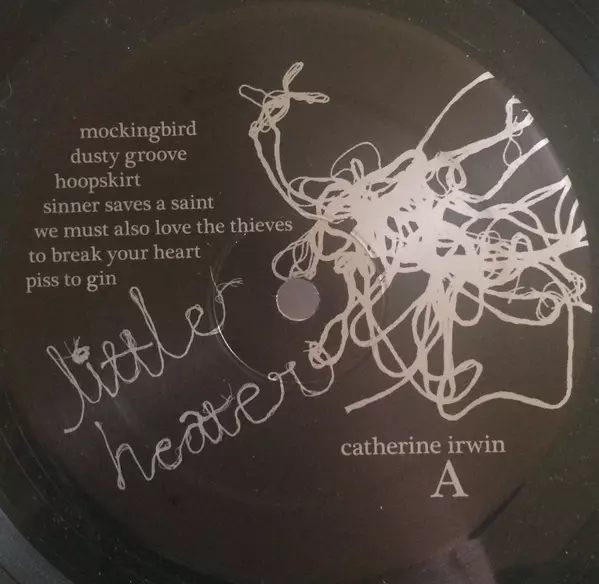 mockingbird
dusty groove
hoopskirt
sinner saves a saint
we must also love the thieves
to break your heart
piss to gin
little
heater
catherine irwin
A